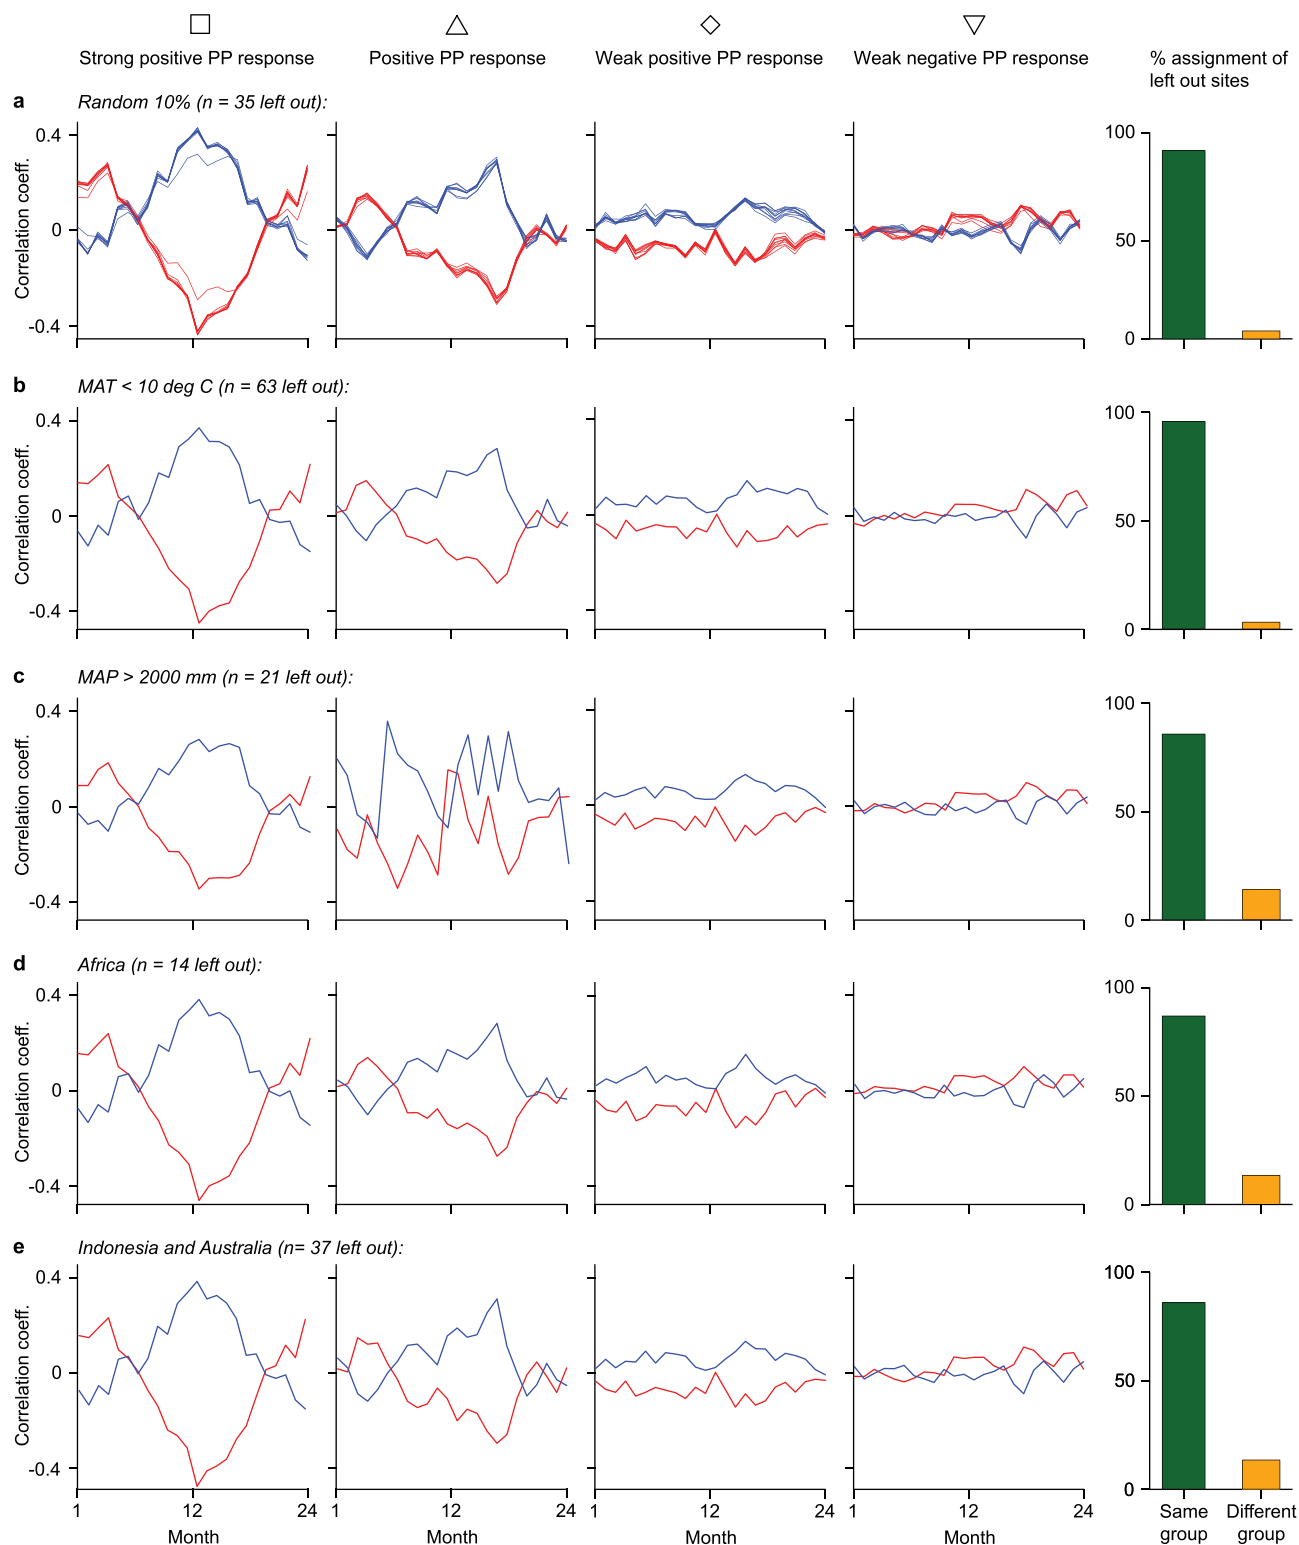 Strong positive PP response
Positive PP response
Weak positive PP response
Weak negative PP response
% assignment of
left out sites
a
Random 10% (n = 35 left out):
Correlation coeff.
0.4
0
-0.4
100
50
0
b
MAT < 10 deg C (n = 63 left out):
Correlation coeff.
0.4
0
-0.4
100
50
0
c
MAP > 2000 mm (n = 21 left out):
Correlation coeff.
0.4
0
-0.4
100
50
0
d
Africa (n = 14 left out):
Correlation coeff.
0.4
0
-0.4
100
50
0
e
Indonesia and Australia (n= 37 left out):
Correlation coeff.
0.4
0
-0.4
100
50
0
1 12 24
1 12 24
1 12 24
1 12 24
Month
Month
Month
Month
Same
group
Different
group